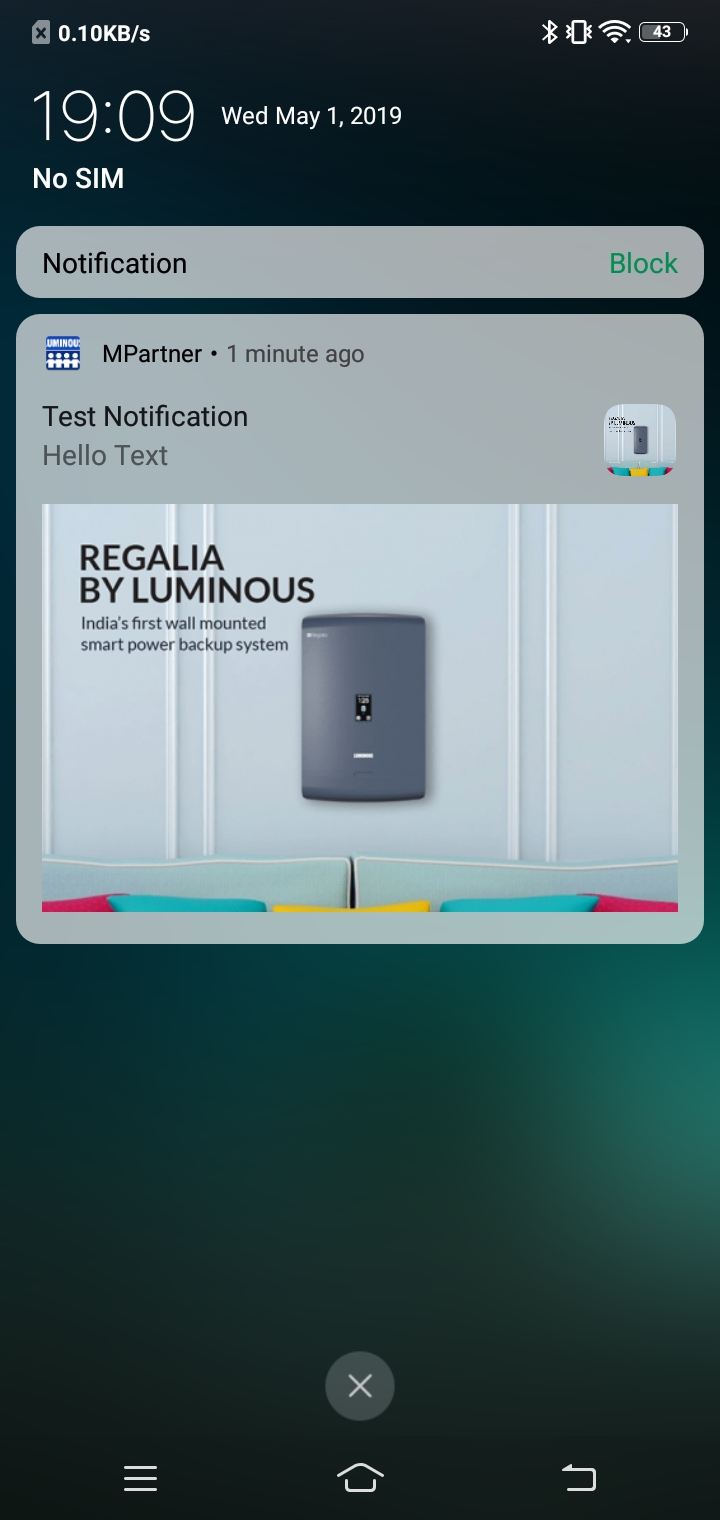 0.10KB/s
43
19:09 Wed May 1, 2019
No SIM
Notification Block
LUMINOUS
MPartner • 1 minute ago
Test Notification
Hello Text
REGALIA
BY LUMINOUS
India's first wall mounted
smart power backup system